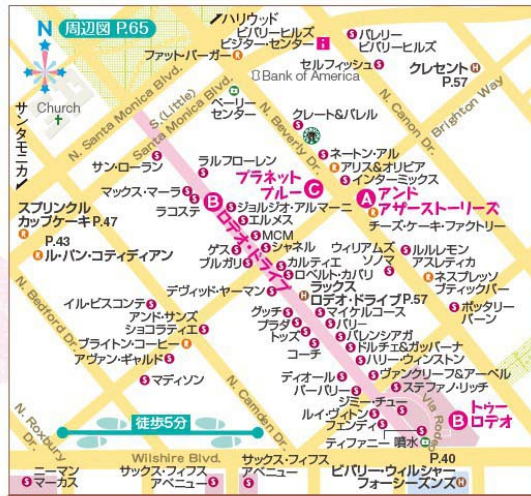 N
周辺図 P.65
ハリウッド
ビバリーヒルズ
ビジター・センター
ファットバーガー
バレリー
ビバリーヒルズ
セルフィッシュ
Bank of America
クレセント
P.57
Church
サンタモニカ
N. Santa Monica Blvd.
S.(Little)
Santa Monica Blvd.
ペーリー
センター
N. Beverly Dr.
N. Canon Dr.
Brighton Way
クレート&バレル
ネートン・アル
アリス&オリビア
インターミックス
サン・ローラン
ラルフローレン
プラネット
ブルー
C
A
アンド
アザーストーリーズ
マックス・マーラ
ラコステ
B
ロデオ・ドライブ
ジョルジオ・アルマーニ
エルメス
チーズ・ケーキ・ファクトリー
スプリンクル
カップケーキ P.47
P.43
ル・パン・コティディアン
MCM
シャネル
ゲス
ブルガリ
カルティエ
ロベルト・カバリ
ウィリアムズ
ソノマ
ルルレモン
アスレティカ
ネスプレッソ
ブティックバー
デヴィッド・ヤーマン
ラックス
ロデオ・ドライブ P.57
ポッタリー
バーン
N. Bedford Dr.
イル・ビスコンテ
アンド・サンズ
ショコラティエ
ブライトン・コーヒー
アヴァン・ギャルド
マディソン
グッチ
プラダ
トッズ
コーチ
マイケルコース
バリー
バレンシアガ
ドルチェ&ガッバーナ
ハリー・ウィンストン
ヴァンクリーフ&アーペル
ステファノ・リッチ
ディオール
バーバリー
ジミー・チュー
ルイ・ヴィトン
フェンディ
ティファニー
噴水
Via Rodeo
B
トゥー
ロデオ
N. Roxbury
Dr.
N. Camden Dr.
徒歩5分
Wilshire Blvd.
ニーマン
マーカス
サックス・フィフス
アベニュー
サックス・フィフス
アベニュー
P.40
ビバリー・ウィルシャー
フォーシーズンズ